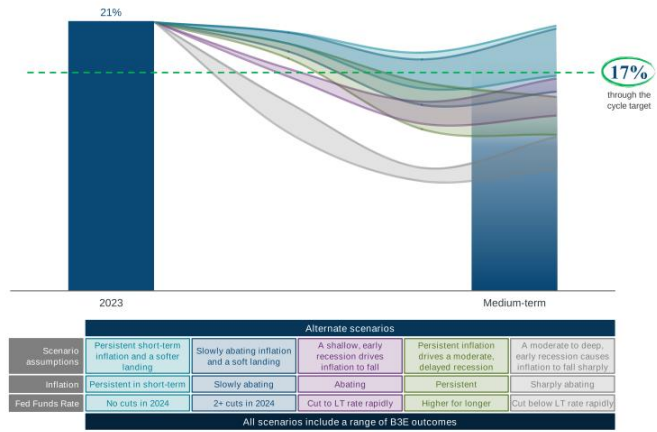 21%
17%
through the
cycle target
2023
Medium-term
Alternate scenarios
Scenario
assumptions
Persistent short-term
inflation and a softer
landing
Slowly abating inflation
and a soft landing
A shallow, early
recession drives
inflation to fall
Persistent inflation
drives a moderate,
delayed recession
A moderate to deep,
early recession causes
inflation to fall sharply
Inflation
Persistent in short-term
Slowly abating
Abating
Persistent
Sharply abating
Fed Funds Rate
No cuts in 2024
2+ cuts in 2024
Cut to LT rate rapidly
Higher for longer
Cut below LT rate rapidly
All scenarios include a range of B3E outcomes